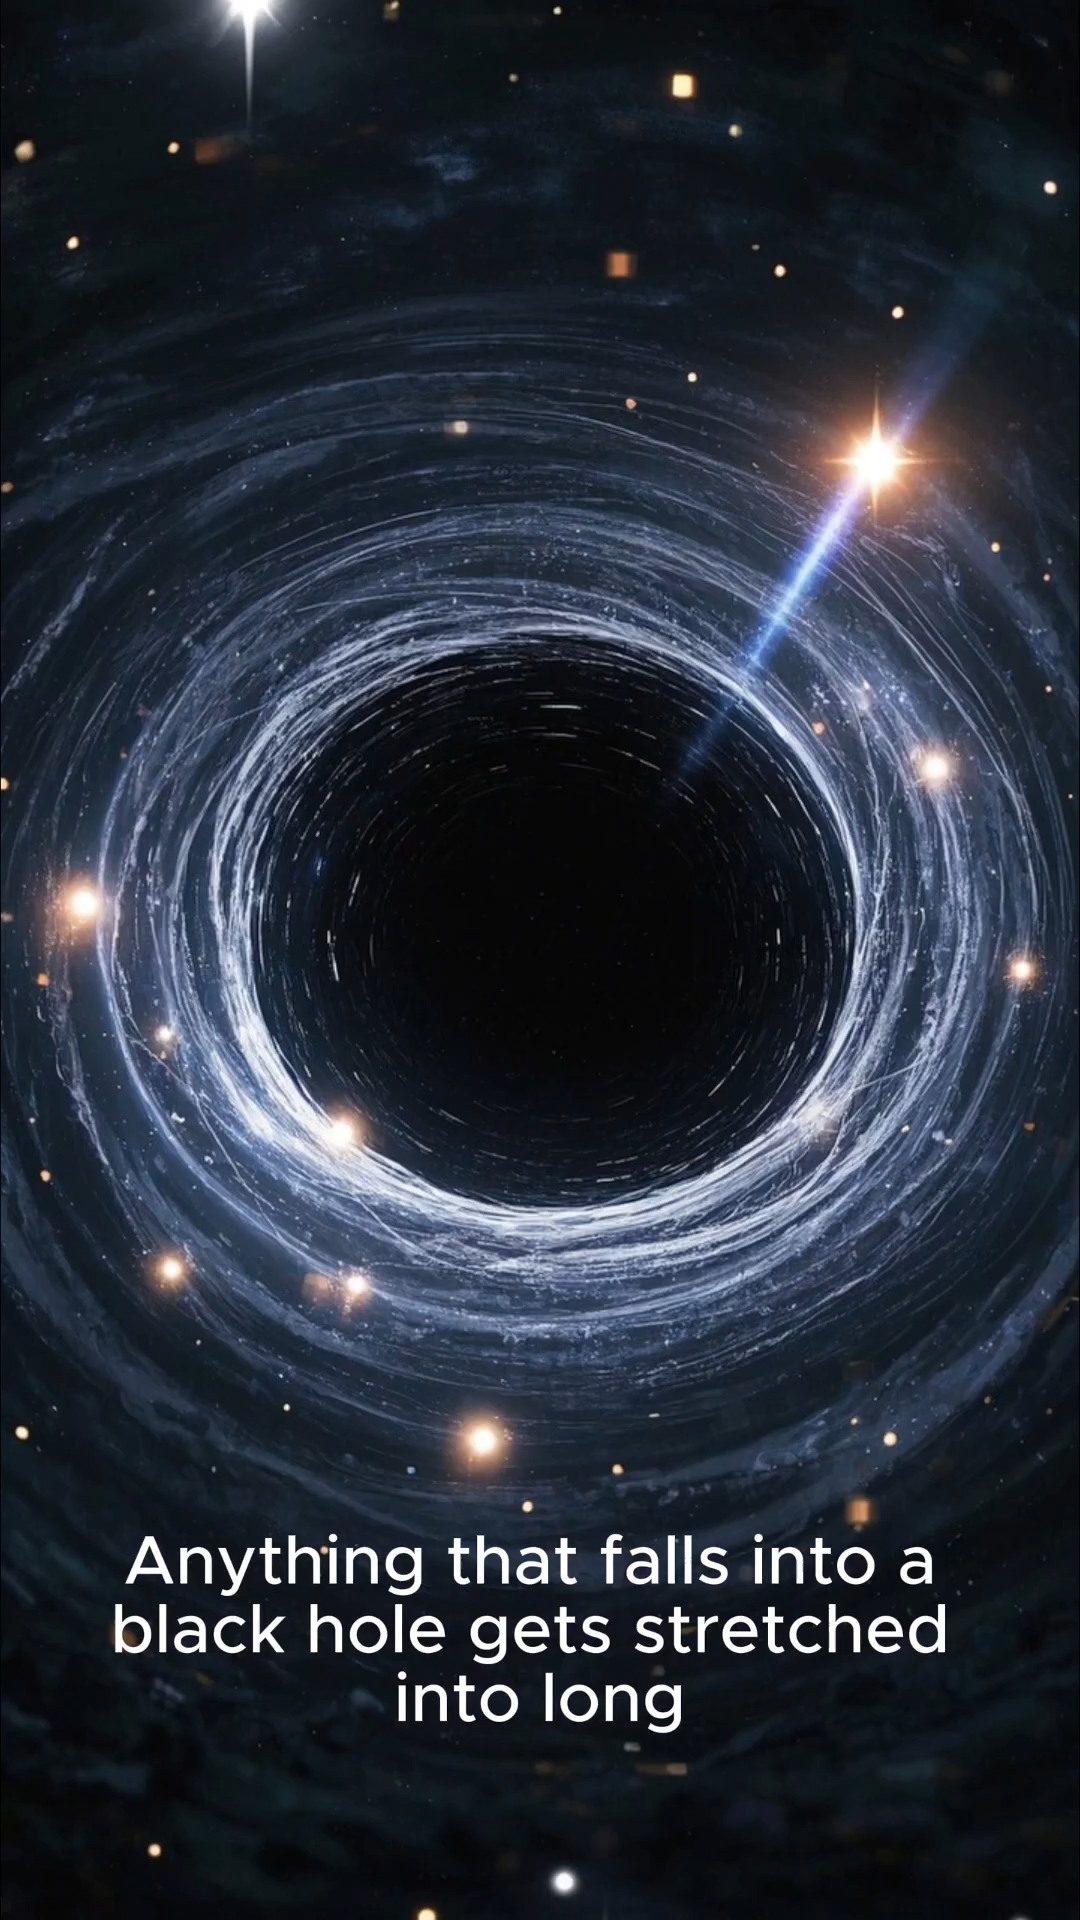 Anything that falls into a
black hole gets stretched
into long